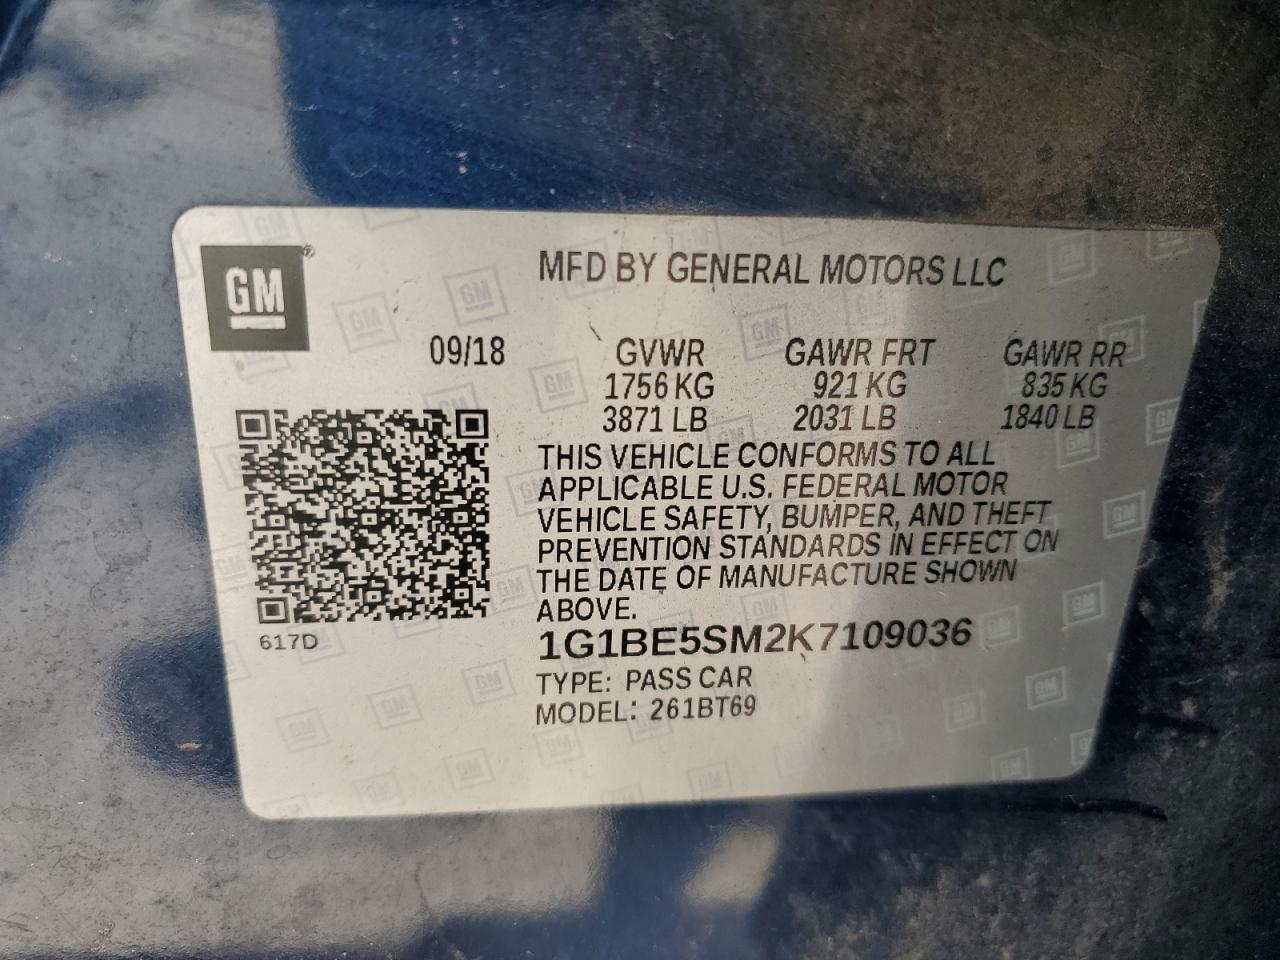 GM
MFD BY GENERAL MOTORS LLC
09/18
GVWR GAWR FRT GAWR RR
1756 KG 921 KG 835 KG
3871 LB 2031 LB 1840 LB
THIS VEHICLE CONFORMS TO ALL
APPLICABLE U.S. FEDERAL MOTOR
VEHICLE SAFETY, BUMPER, AND THEFT
PREVENTION STANDARDS IN EFFECT ON
THE DATE OF MANUFACTURE SHOWN
ABOVE.
617D
1G1BE5SM2K7109036
TYPE: PASS CAR
MODEL: 261BT69